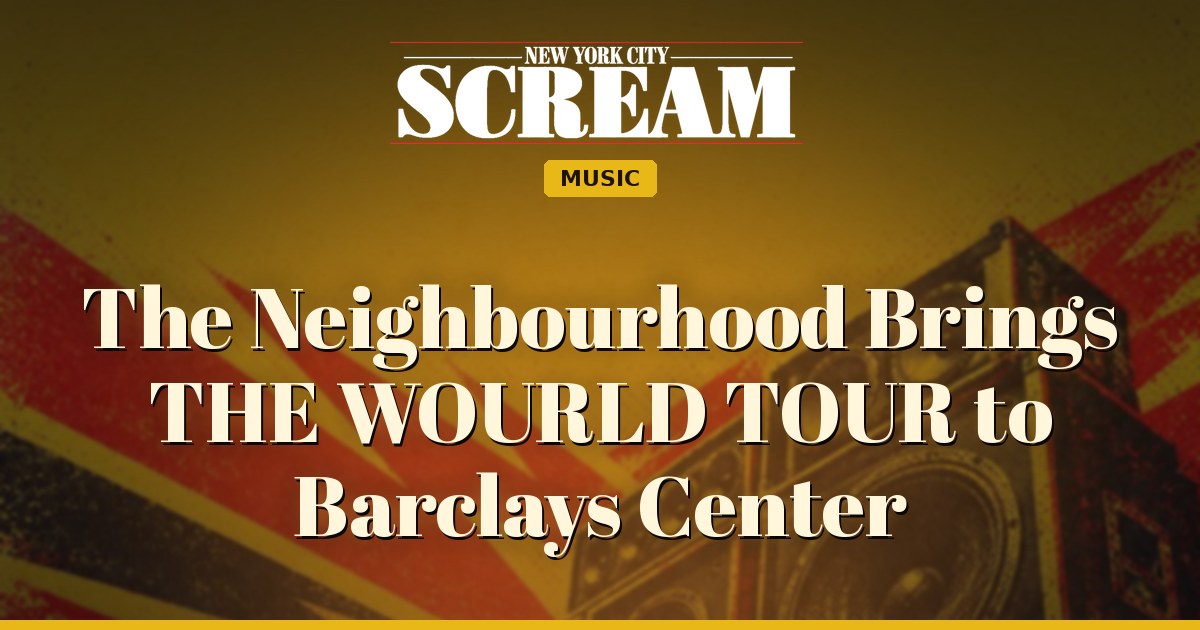 NEW YORK CITY
SCREAM
MUSIC
The Neighbourhood Brings
THE WOURLD TOUR to
Barclays Center